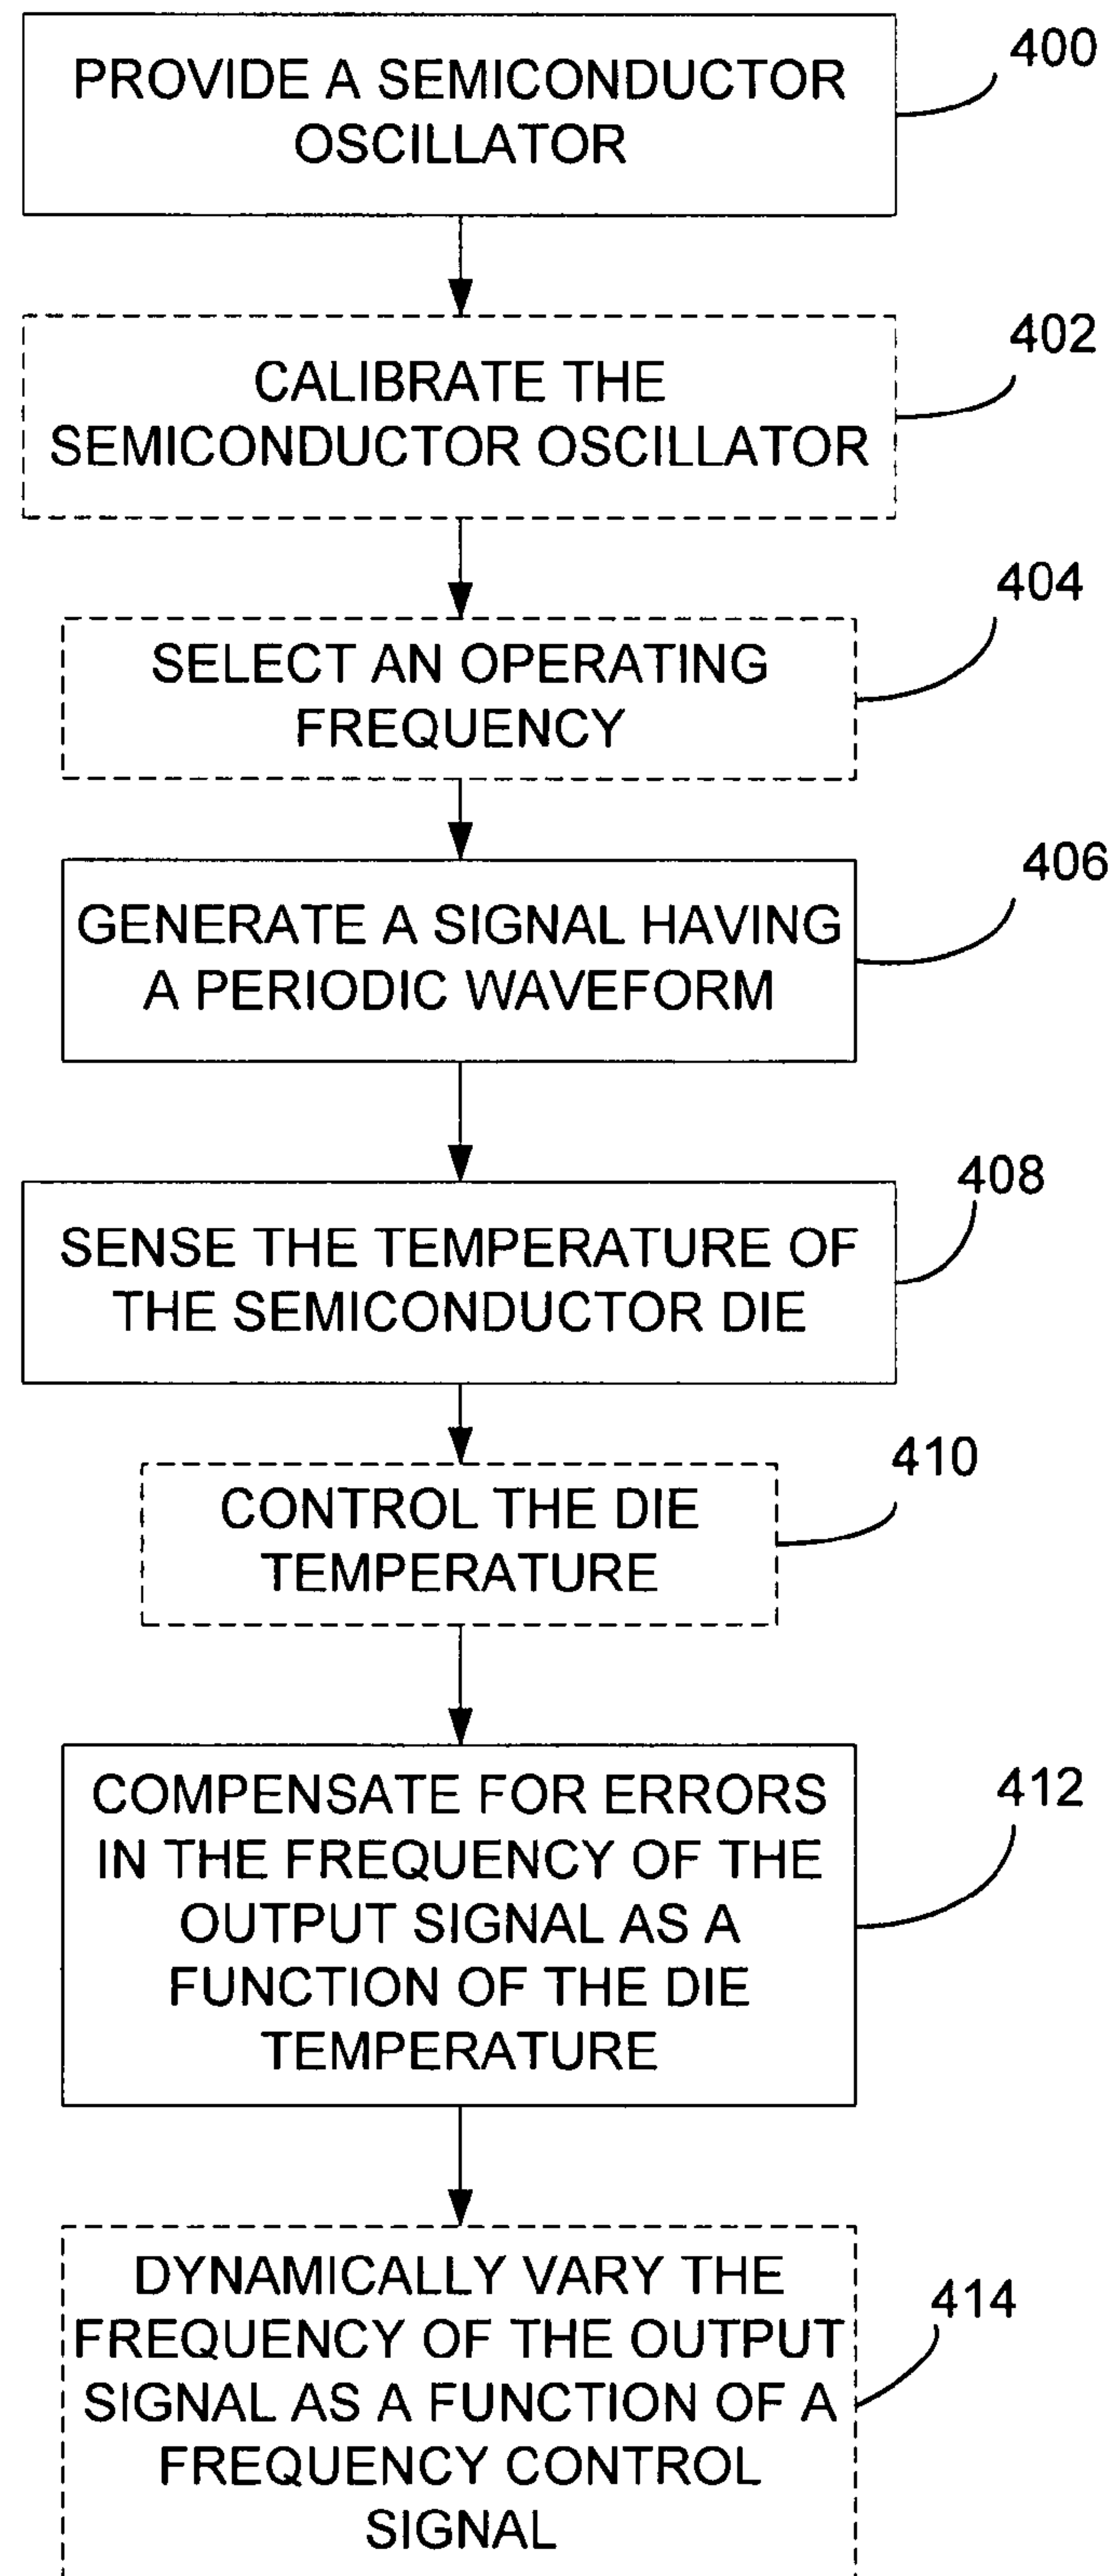 400
PROVIDE A SEMICONDUCTOR
OSCILLATOR
402
CALIBRATE THE
SEMICONDUCTOR OSCILLATOR
404
SELECT AN OPERATING
FREQUENCY
406
GENERATE A SIGNAL HAVING
A PERIODIC WAVEFORM
408
SENSE THE TEMPERATURE OF
THE SEMICONDUCTOR DIE
410
CONTROL THE DIE
TEMPERATURE
412
COMPENSATE FOR ERRORS
IN THE FREQUENCY OF THE
OUTPUT SIGNAL AS A
FUNCTION OF THE DIE
TEMPERATURE
414
DYNAMICALLY VARY THE
FREQUENCY OF THE OUTPUT
SIGNAL AS A FUNCTION OF A
FREQUENCY CONTROL
SIGNAL